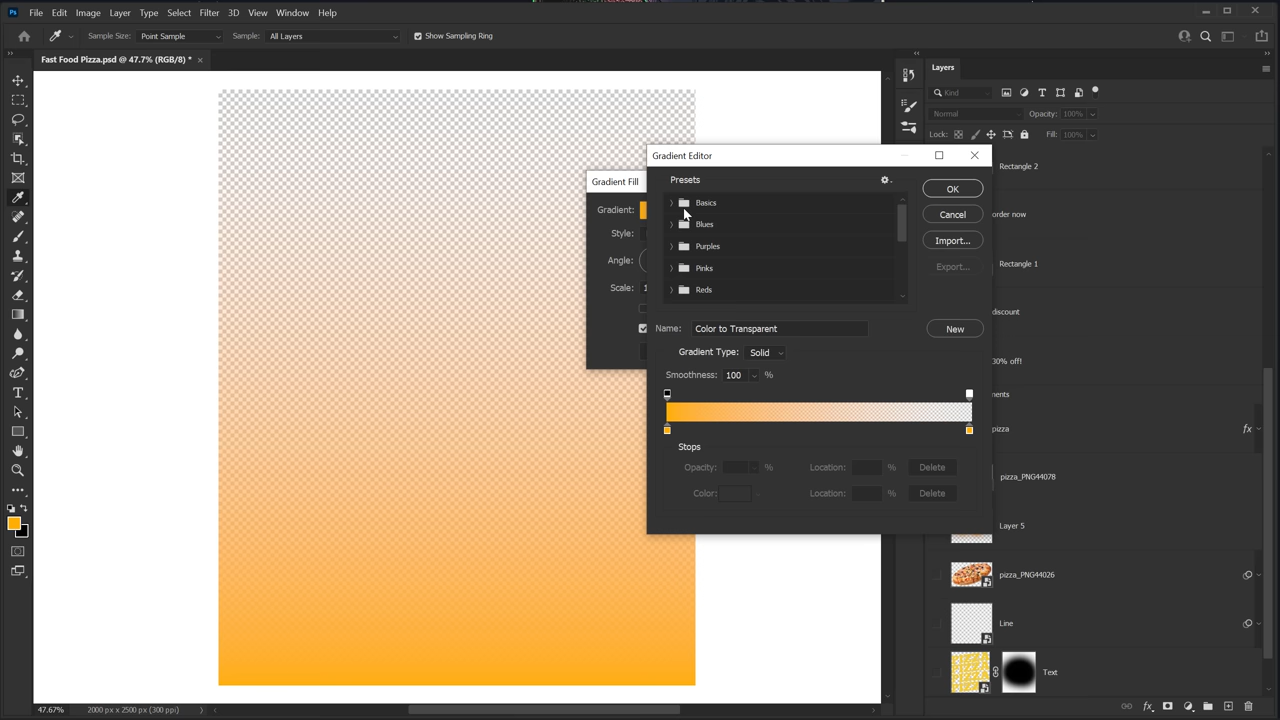 Ps File Edit Image Layer Type Select Filter 3D View Window Help
Sample Size: Point Sample Sample: All Layers Show Sampling Ring
Fast Food Pizza.psd @ 47.7% (RGB/8) *
Layers
Kind
Normal Opacity: 100%
Lock: Fill: 100%
Rectangle 2
order now
Rectangle 1
discount
30% off!
ments
pizza
fx
pizza_PNG44078
Layer 5
pizza_PNG44026
Line
Text
Gradient Fill
Gradient:
Style:
Angle:
Scale: 1
Gradient Editor
Presets
Basics
Blues
Purples
Pinks
Reds
OK
Cancel
Import...
Export...
Name: Color to Transparent
New
Gradient Type: Solid
Smoothness: 100 %
Stops
Opacity: % Location: % Delete
Color: Location: % Delete
47.67% 2000 px x 2500 px (300 ppi)
fx